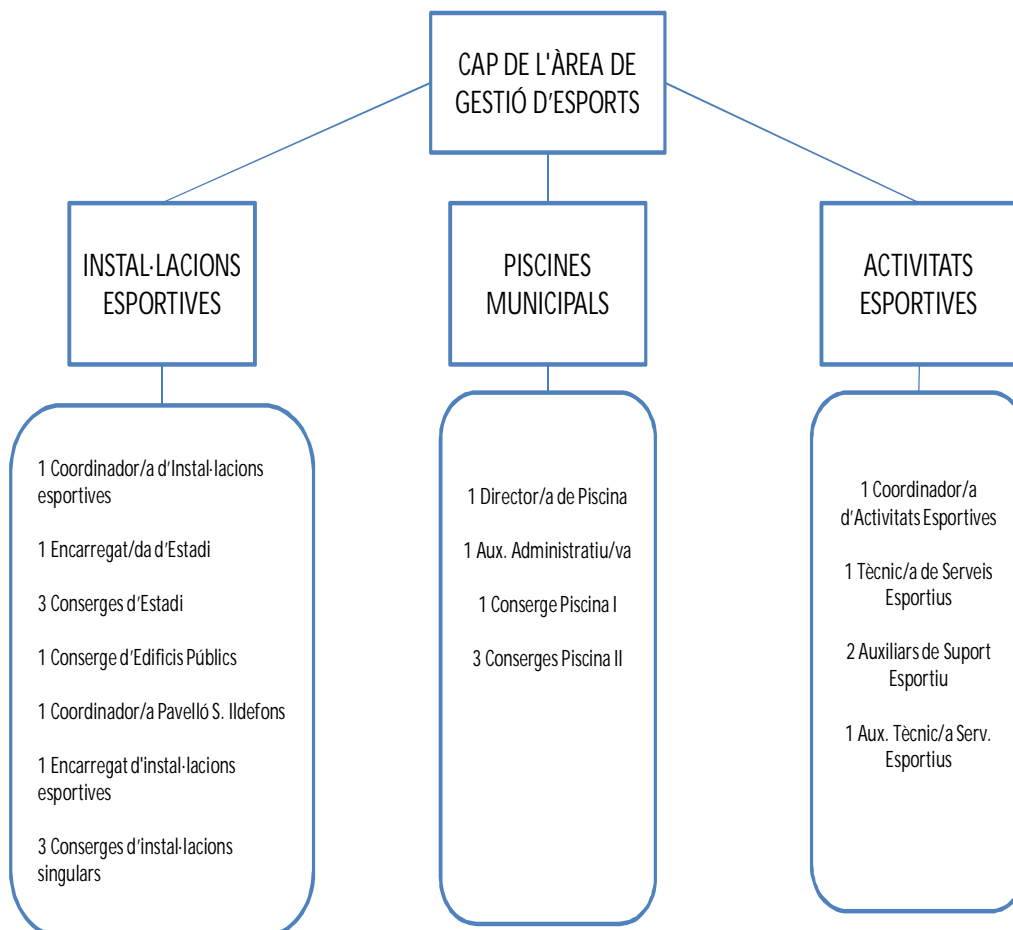 CAP DE L'ÀREA DE
GESTIÓ D'ESPORTS
INSTAL·LACIONS
ESPORTIVES
PISCINES
MUNICIPALS
ACTIVITATS
ESPORTIVES
1 Coordinador/a d'Instal·lacions
esportives
1 Encarregat/da d'Estadi
3 Conserges d'Estadi
1 Conserge d'Edificis Públics
1 Coordinador/a Pavelló S. Ildefons
1 Encarregat d'instal·lacions
esportives
3 Conserges d'instal·lacions
singulars
1 Director/a de Piscina
1 Aux. Administratiu/va
1 Conserge Piscina I
3 Conserges Piscina II
1 Coordinador/a
d'Activitats Esportives
1 Tècnic/a de Serveis
Esportius
2 Auxiliars de Suport
Esportiu
1 Aux. Tècnic/a Serv.
Esportius